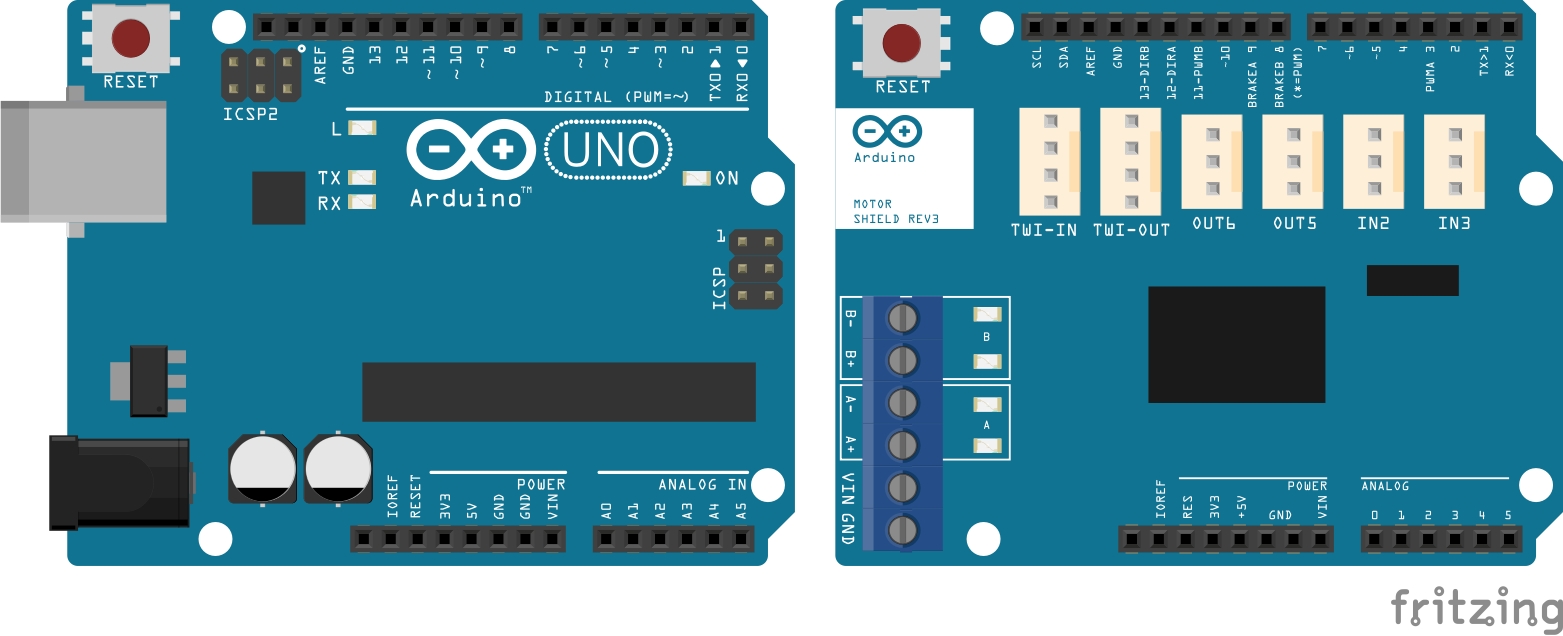 RESET
ICSP2
AREF
GND
13
12
~11
~10
~9
8
7
~6
~5
4
~3
2
TX0▶1
RX0◀0
DIGITAL (PWM=~)
L
TX
RX
UNO
Arduino™
ON
1
ICSP
IOREF
RESET
3V3
5V
GND
GND
VIN
POWER
A0
A1
A2
A3
A4
A5
ANALOG IN
RESET
SCL
SDA
AREF
GND
13-DIRB
12-DIRA
11-PWMB
~10
BRAKEA 9
BRAKEB 8
(*=PWM)
7
~6
~5
4
PWMA 3
2
TX>1
RX<0
Arduino
MOTOR
SHIELD REV3
TWI-IN
TWI-OUT
OUT6
OUT5
IN2
IN3
B-
B+
B
A-
A+
A
VIN
GND
IOREF
RES
3V3
+5V
GND
VIN
POWER
ANALOG
0
1
2
3
4
5
fritzing